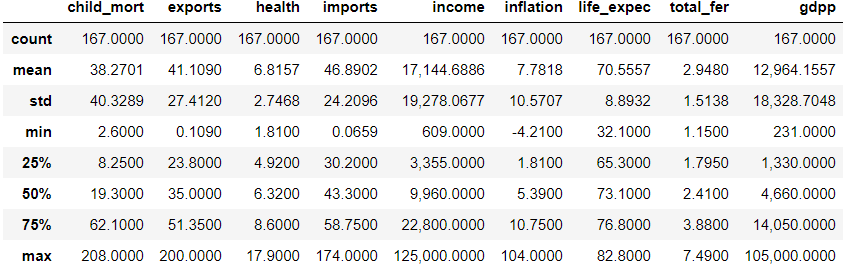 child_mort exports health imports income inflation life_expec total_fer gdpp
count 167.0000 167.0000 167.0000 167.0000 167.0000 167.0000 167.0000 167.0000 167.0000
mean 38.2701 41.1090 6.8157 46.8902 17,144.6886 7.7818 70.5557 2.9480 12,964.1557
std 40.3289 27.4120 2.7468 24.2096 19,278.0677 10.5707 8.8932 1.5138 18,328.7048
min 2.6000 0.1090 1.8100 0.0659 609.0000 -4.2100 32.1000 1.1500 231.0000
25% 8.2500 23.8000 4.9200 30.2000 3,355.0000 1.8100 65.3000 1.7950 1,330.0000
50% 19.3000 35.0000 6.3200 43.3000 9,960.0000 5.3900 73.1000 2.4100 4,660.0000
75% 62.1000 51.3500 8.6000 58.7500 22,800.0000 10.7500 76.8000 3.8800 14,050.0000
max 208.0000 200.0000 17.9000 174.0000 125,000.0000 104.0000 82.8000 7.4900 105,000.0000